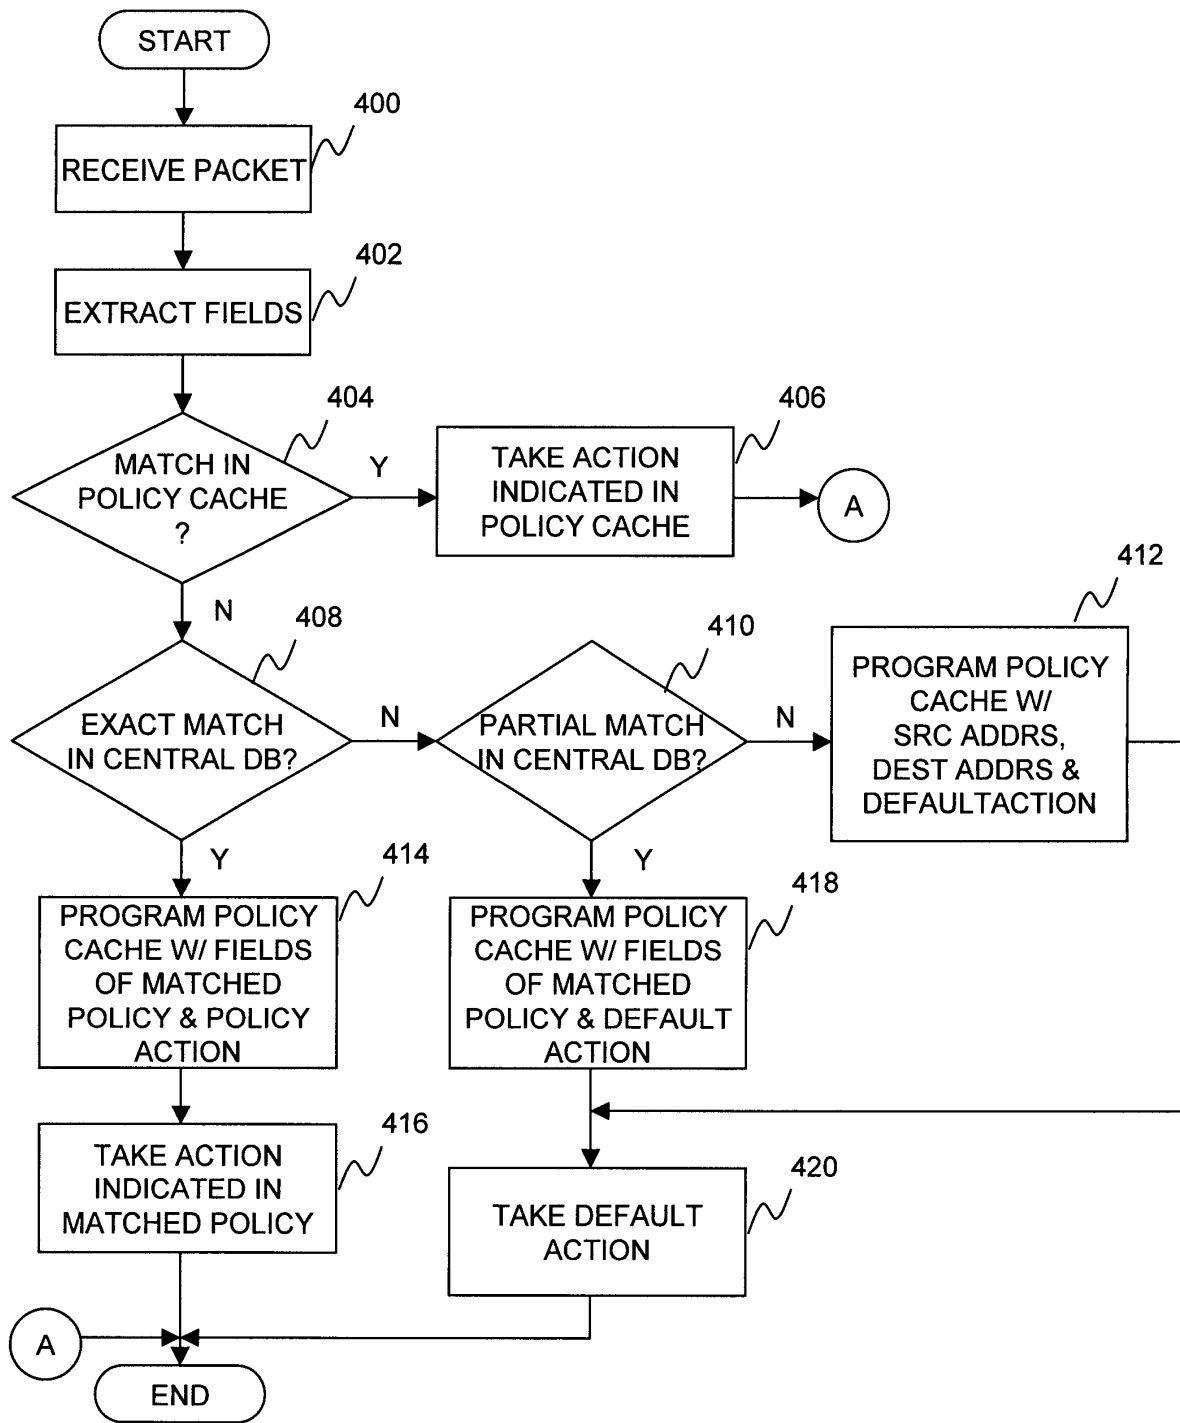 START
400
RECEIVE PACKET
402
EXTRACT FIELDS
404
MATCH IN
POLICY CACHE
?
Y
406
TAKE ACTION
INDICATED IN
POLICY CACHE
A
N
408
EXACT MATCH
IN CENTRAL DB?
N
410
PARTIAL MATCH
IN CENTRAL DB?
N
412
PROGRAM POLICY
CACHE W/
SRC ADDRS,
DEST ADDRS &
DEFAULTACTION
Y
414
PROGRAM POLICY
CACHE W/ FIELDS
OF MATCHED
POLICY & POLICY
ACTION
Y
418
PROGRAM POLICY
CACHE W/ FIELDS
OF MATCHED
POLICY & DEFAULT
ACTION
416
TAKE ACTION
INDICATED IN
MATCHED POLICY
420
TAKE DEFAULT
ACTION
A
END